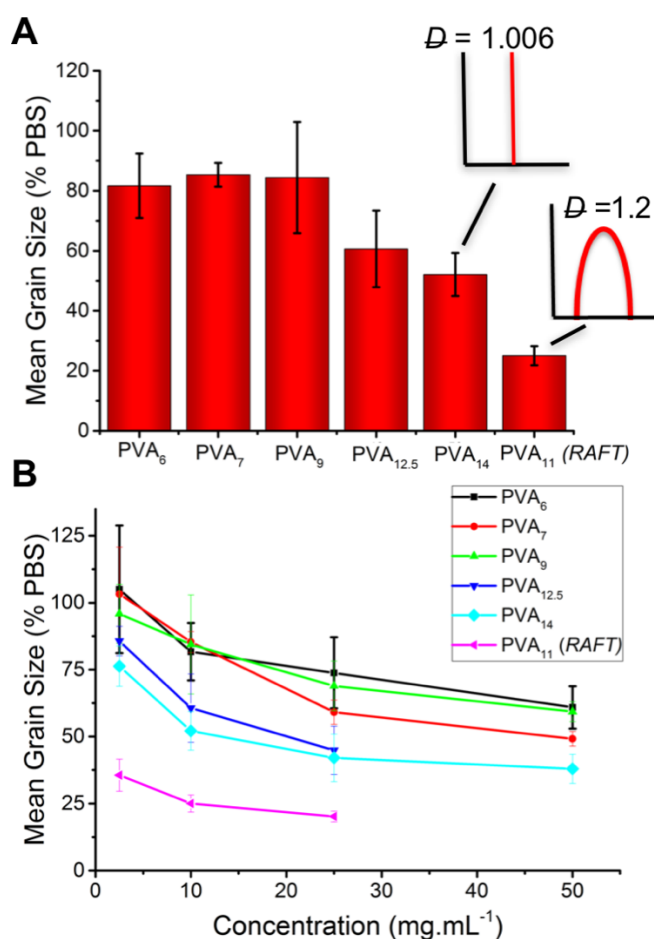 A
Đ = 1.006
Đ =1.2
Mean Grain Size (% PBS)
120
100
80
60
40
20
0
PVA₆ PVA₇ PVA₉ PVA₁₂.₅ PVA₁₄ PVA₁₁ (RAFT)
B
PVA₆
PVA₇
PVA₉
PVA₁₂.₅
PVA₁₄
PVA₁₁ (RAFT)
Mean Grain Size (% PBS)
125
100
75
50
25
0
0 10 20 30 40 50
Concentration (mg.mL⁻¹)